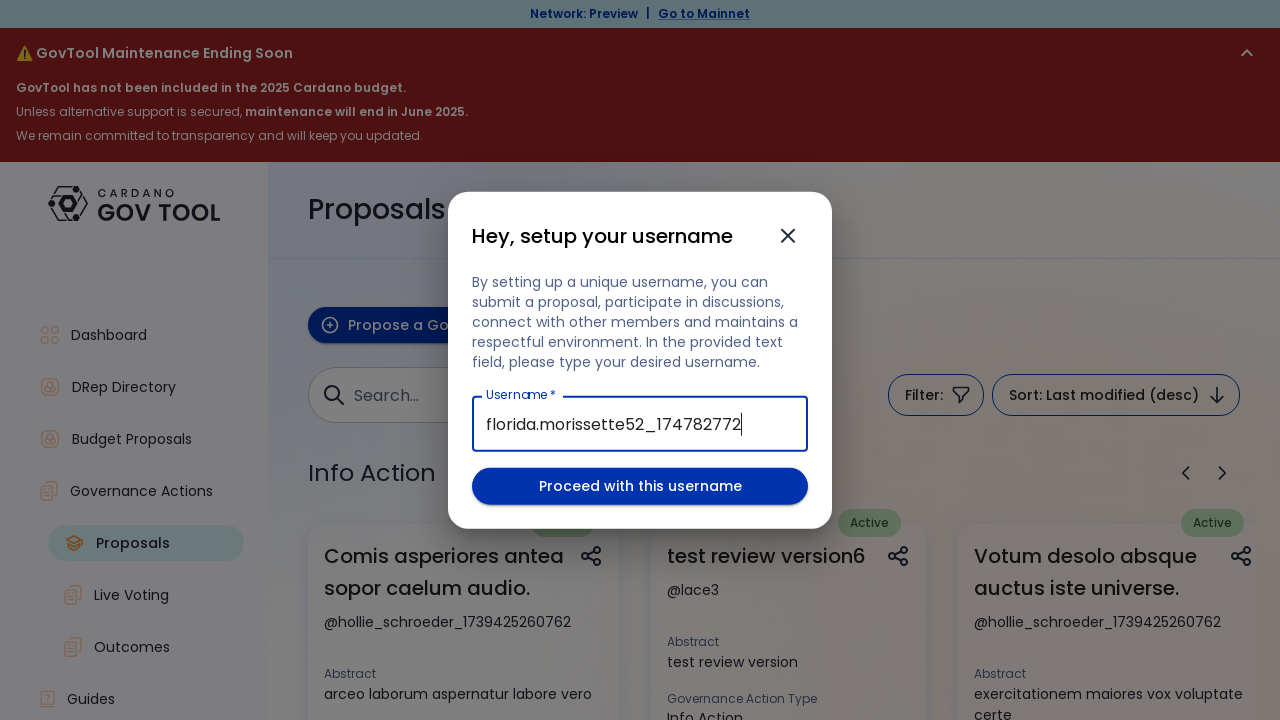 Network: Preview | Go to Mainnet
⚠️ GovTool Maintenance Ending Soon
GovTool has not been included in the 2025 Cardano budget.
Unless alternative support is secured, maintenance will end in June 2025.
We remain committed to transparency and will keep you updated.
CARDANO
GOV TOOL
Dashboard
DRep Directory
Budget Proposals
Governance Actions
Proposals
Live Voting
Outcomes
Guides
Proposals
Propose a Go
Search...
Filter:
Sort: Last modified (desc)
Info Action
Hey, setup your username
By setting up a unique username, you can
submit a proposal, participate in discussions,
connect with other members and maintains a
respectful environment. In the provided text
field, please type your desired username.
Username *
florida.morissette52_174782772
Proceed with this username
Comis asperiores antea
sopor caelum audio.
@hollie_schroeder_1739425260762
Abstract
arceo laborum aspernatur labore vero
Active
test review version6
@lace3
Abstract
test review version
Governance Action Type
Info Action
Active
Votum desolo absque
auctus iste universe.
@hollie_schroeder_1739425260762
Abstract
exercitationem maiores vox voluptate
certe